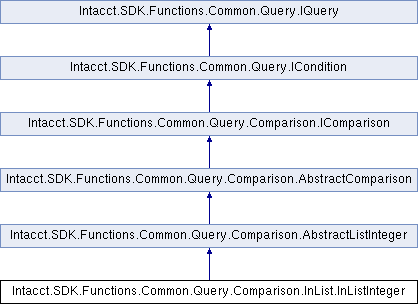 Intacct.SDK.Functions.Common.Query.IQuery
Intacct.SDK.Functions.Common.Query.ICondition
Intacct.SDK.Functions.Common.Query.Comparison.IComparison
Intacct.SDK.Functions.Common.Query.Comparison.AbstractComparison
Intacct.SDK.Functions.Common.Query.Comparison.AbstractListInteger
Intacct.SDK.Functions.Common.Query.Comparison.InList.InListInteger